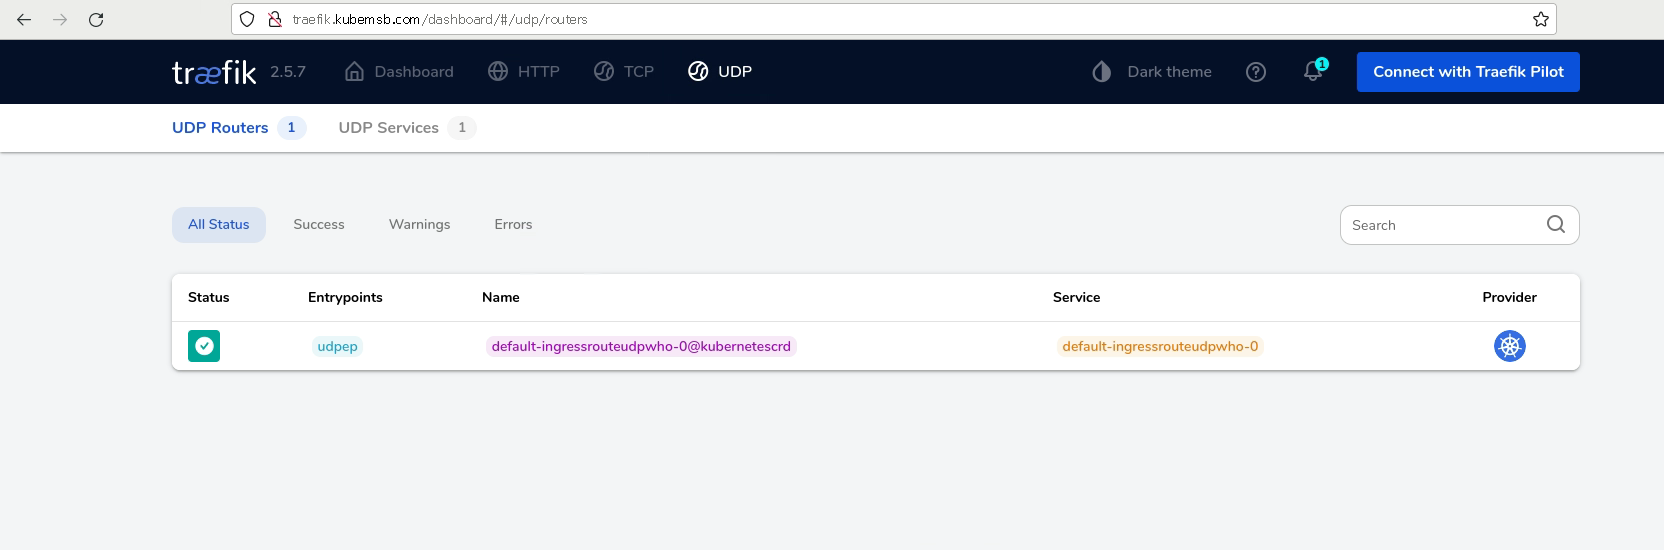 traefik.kubemsb.com/dashboard/#/udp/routers
træfik 2.5.7 Dashboard HTTP TCP UDP Dark theme 1 Connect with Traefik Pilot
UDP Routers 1 UDP Services 1
All Status Success Warnings Errors Search
Status Entrypoints Name Service Provider
udpep default-ingressrouteudpwho-0@kubernetescrd default-ingressrouteudpwho-0